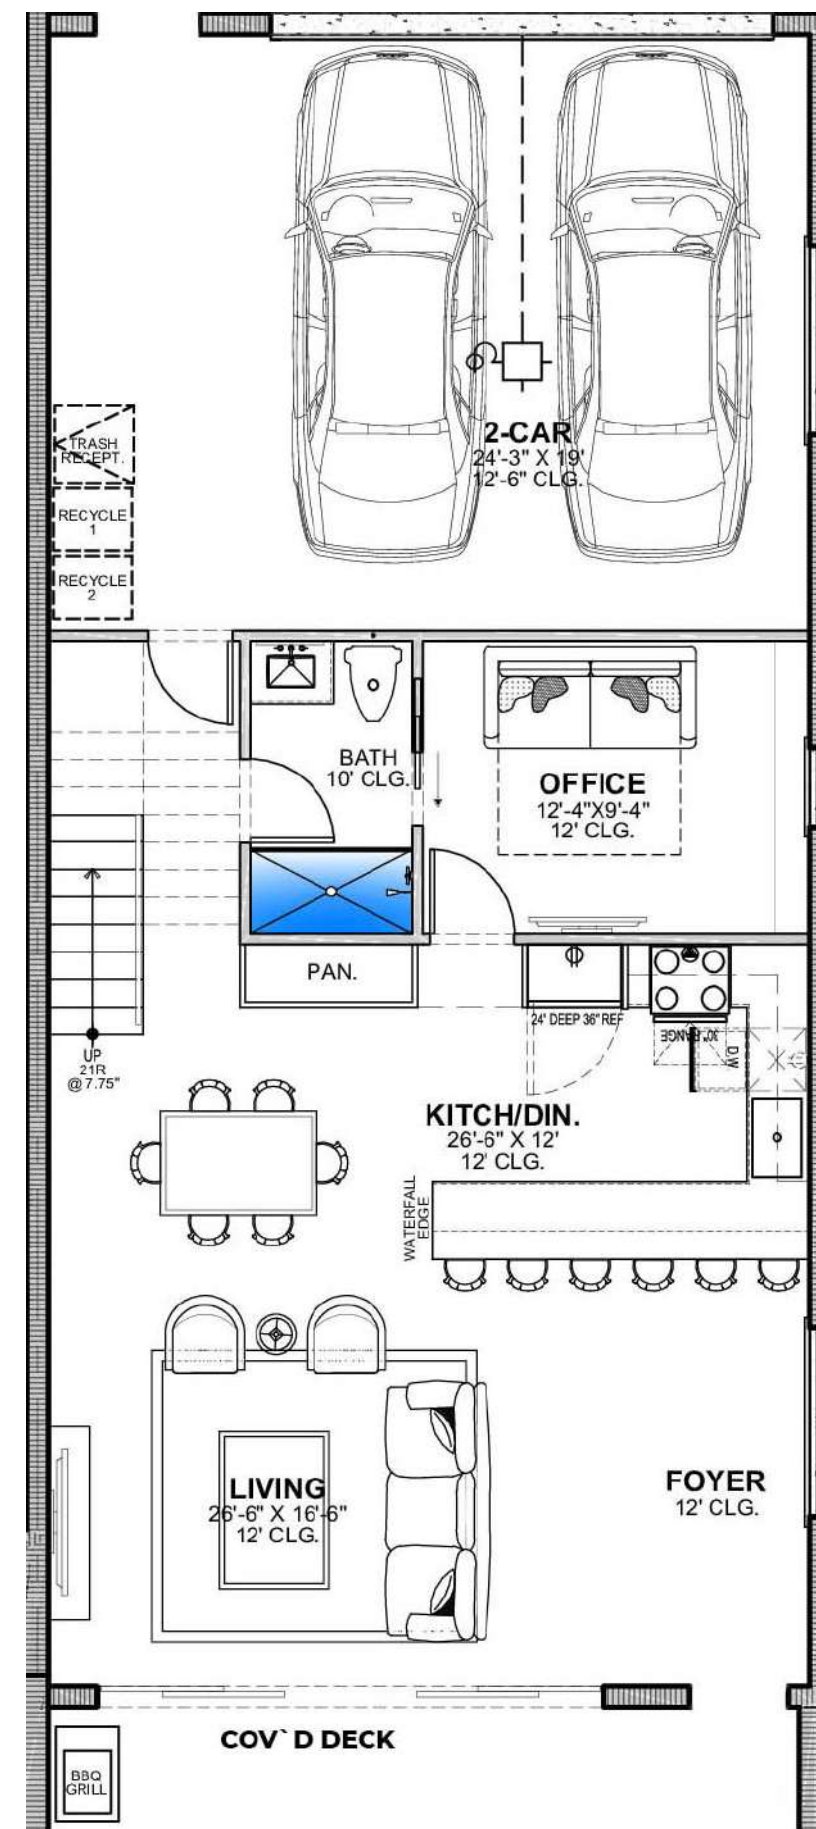 2-CAR
24'-3" X 19'
12'-6" CLG.
TRASH
RECEPT.
RECYCLE
1
RECYCLE
2
BATH
10' CLG.
OFFICE
12'-4"X9'-4"
12' CLG.
PAN.
24' DEEP 36" REF
30" RANGE
D.W
UP
21R
@ 7.75"
KITCH/DIN.
26'-6" X 12'
12' CLG.
WATERFALL
EDGE
LIVING
26'-6" X 16'-6"
12' CLG.
FOYER
12' CLG.
COV` D DECK
BBQ
GRILL